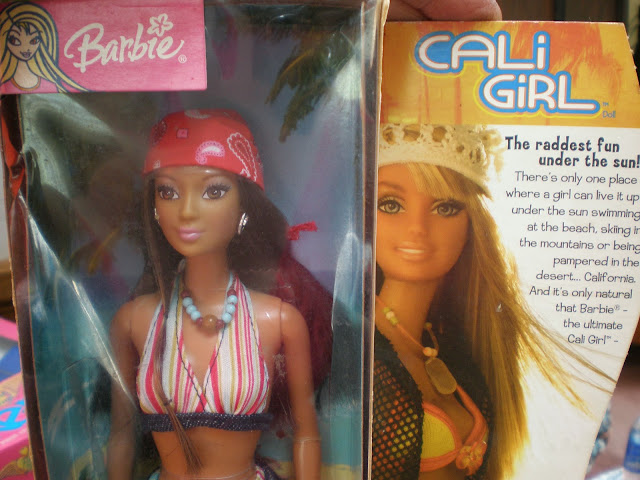 Barbie®
CALi
GiRL™
Doll
The raddest fun
under the sun!
There's only one place
where a girl can live it up
under the sun swimming
at the beach, skiing in
the mountains or being
pampered in the
desert... California.
And it's only natural
that Barbie® -
the ultimate
Cali Girl™ -